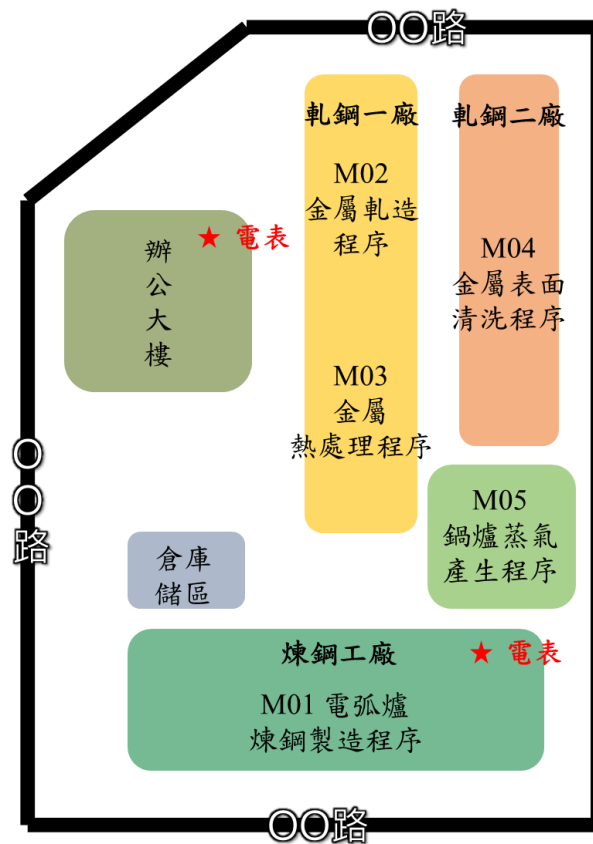 OO路
軋鋼一廠
M02
金屬軋造
程序
M03
金屬
熱處理程序
軋鋼二廠
M04
金屬表面
清洗程序
★ 電表
辦
公
大
樓
M05
鍋爐蒸氣
產生程序
O
O
路
倉庫
儲區
煉鋼工廠
★ 電表
M01 電弧爐
煉鋼製造程序
OO路